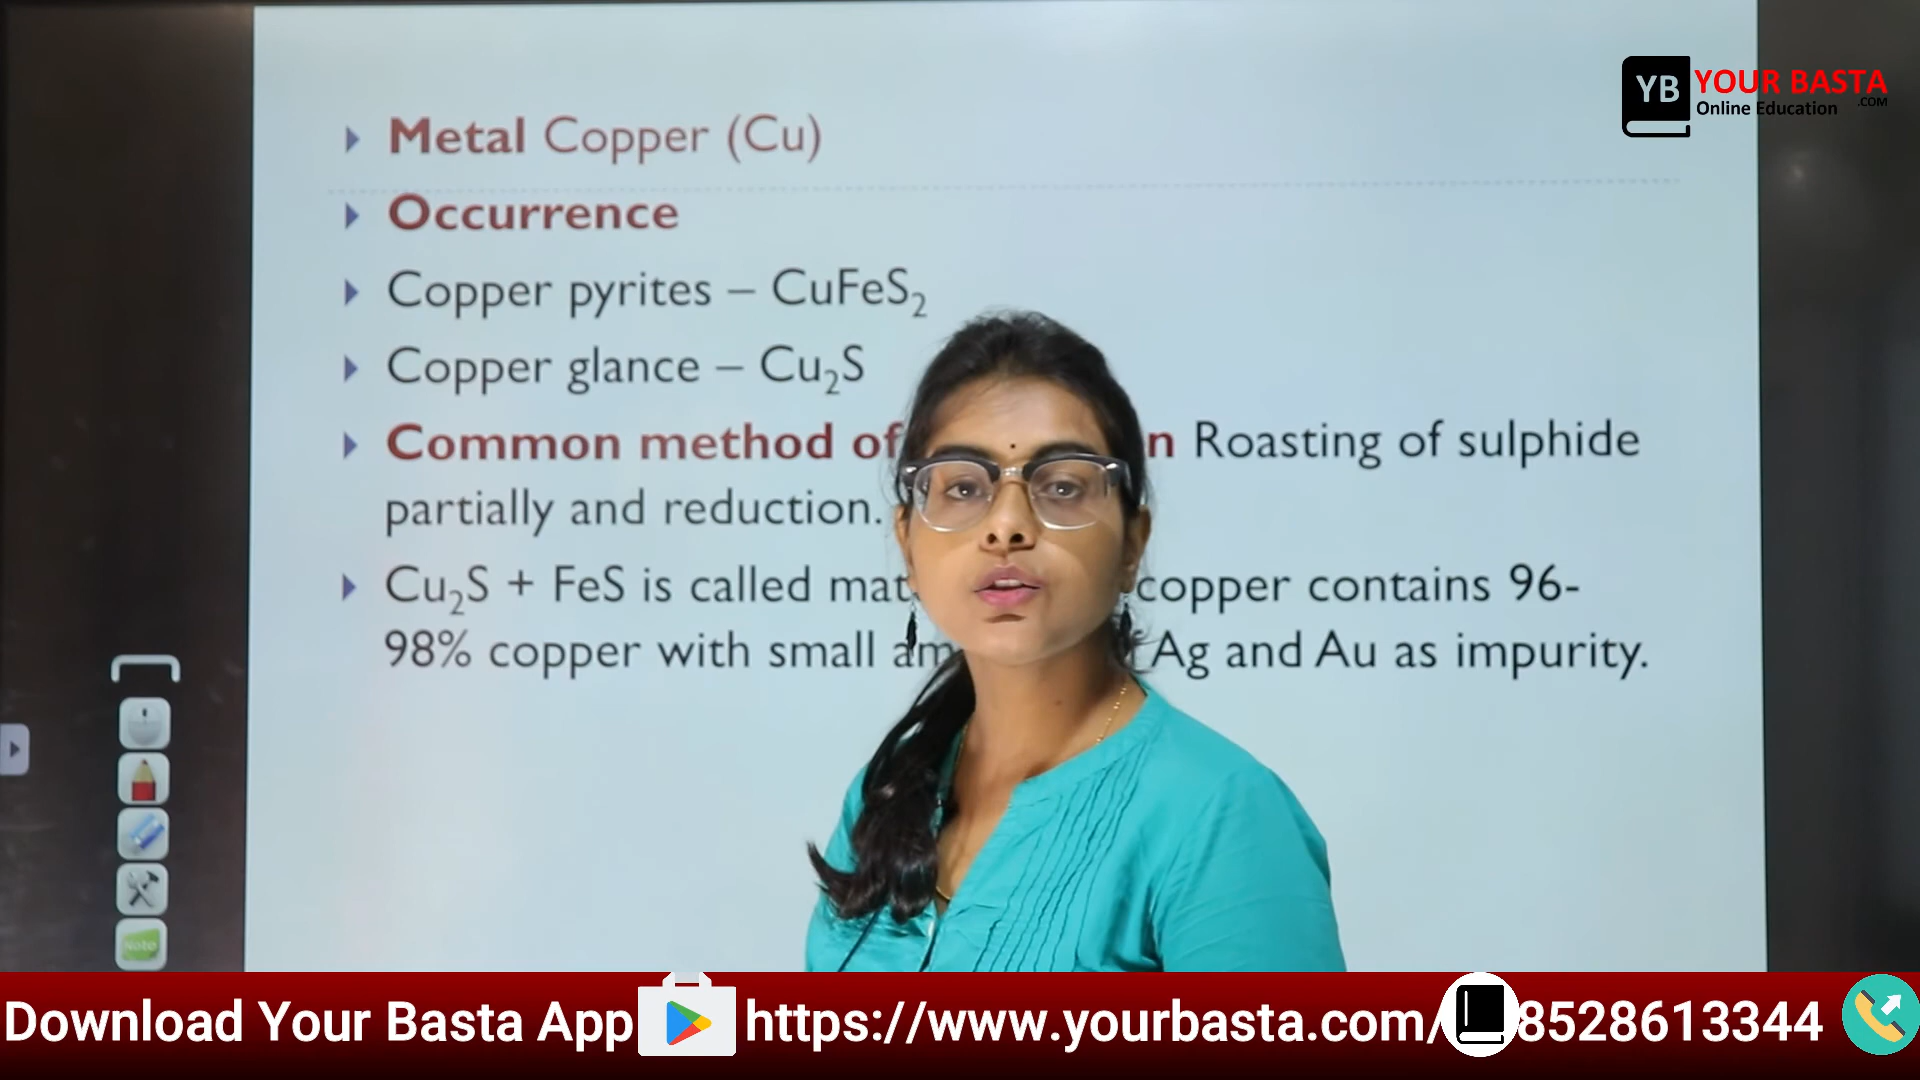 YB YOUR BASTA
.COM
Online Education
Metal Copper (Cu)
Occurrence
Copper pyrites – CuFeS₂
Copper glance – Cu₂S
Common method of n Roasting of sulphide
partially and reduction.
Cu₂S + FeS is called mat copper contains 96-
98% copper with small am Ag and Au as impurity.
Note
Download Your Basta App https://www.yourbasta.com/ 8528613344